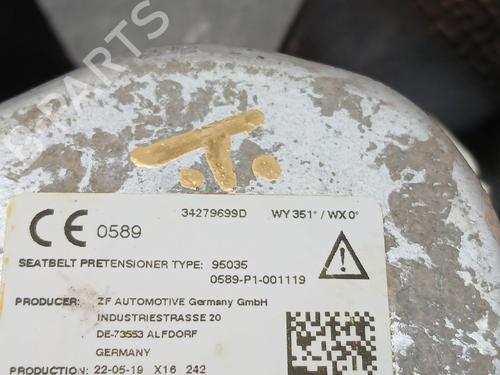 B-PARTS
.T.
CE 0589
34279699D WY 351° / WX 0°
SEATBELT PRETENSIONER TYPE: 95035
0589-P1-001119
PRODUCER: ZF AUTOMOTIVE Germany GmbH
INDUSTRIESTRASSE 20
DE-73553 ALFDORF
GERMANY
PRODUCTION: 22-05-19 X16 242